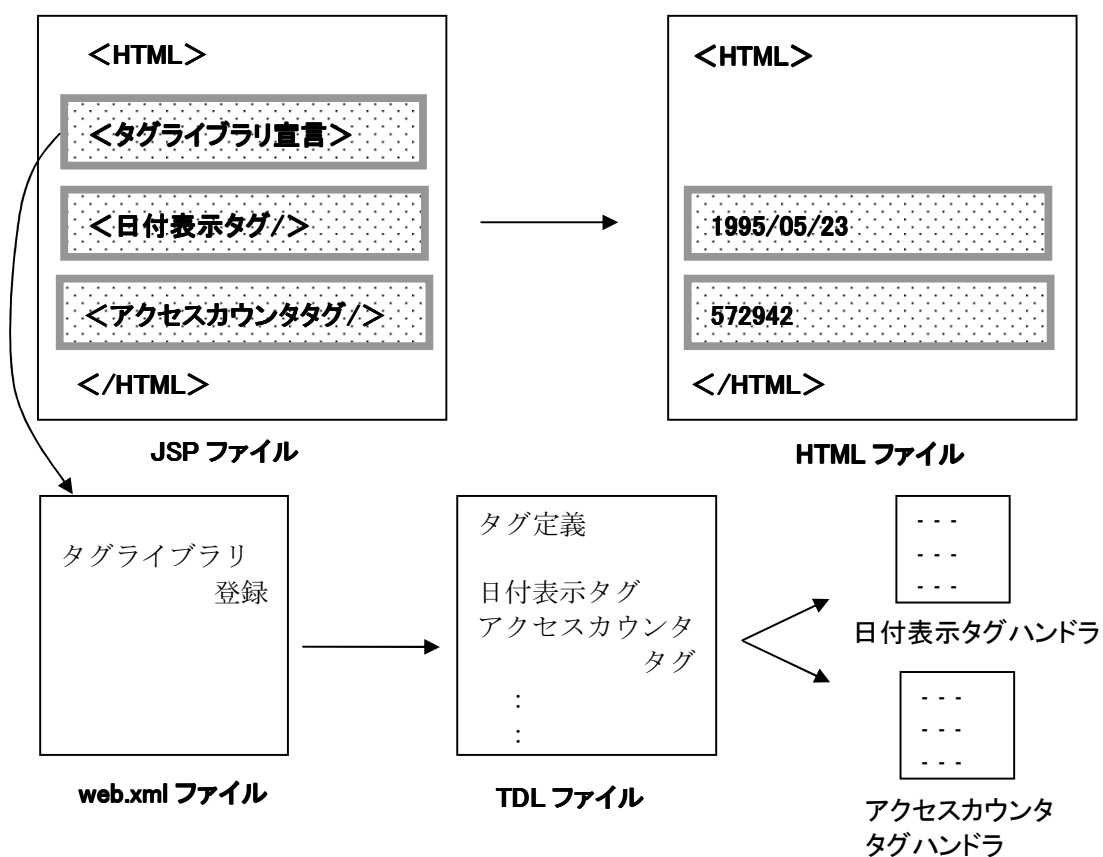 ＜HTML＞
＜タグライブラリ宣言＞
＜日付表示タグ/＞
＜アクセスカウンタタグ/＞
＜/HTML＞
JSP ファイル
＜HTML＞
1995/05/23
572942
＜/HTML＞
HTML ファイル
タグライブラリ
登録
web.xml ファイル
タグ定義
日付表示タグ
アクセスカウンタ
タグ
:
:
TDL ファイル
- - -
- - -
- - -
日付表示タグハンドラ
- - -
- - -
- - -
アクセスカウンタ
タグハンドラ